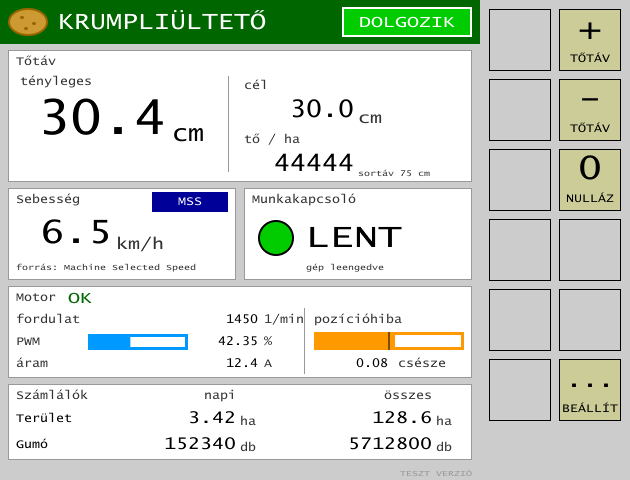 KRUMPLIÜLTETŐ
DOLGOZIK
Tőtáv
tényleges
30.4 cm
cél
30.0 cm
tő / ha
44444 sortáv 75 cm
Sebesség MSS
6.5 km/h
forrás: Machine Selected Speed
Munkakapcsoló
LENT
gép leengedve
Motor OK
fordulat 1450 1/min
PWM 42.35 %
áram 12.4 A
pozícióhiba
0.08 csésze
Számlálók napi összes
Terület 3.42 ha 128.6 ha
Gumó 152340 db 5712800 db
TESZT VERZIÓ
+
TŐTÁV
−
TŐTÁV
0
NULLÁZ
...
BEÁLLÍT